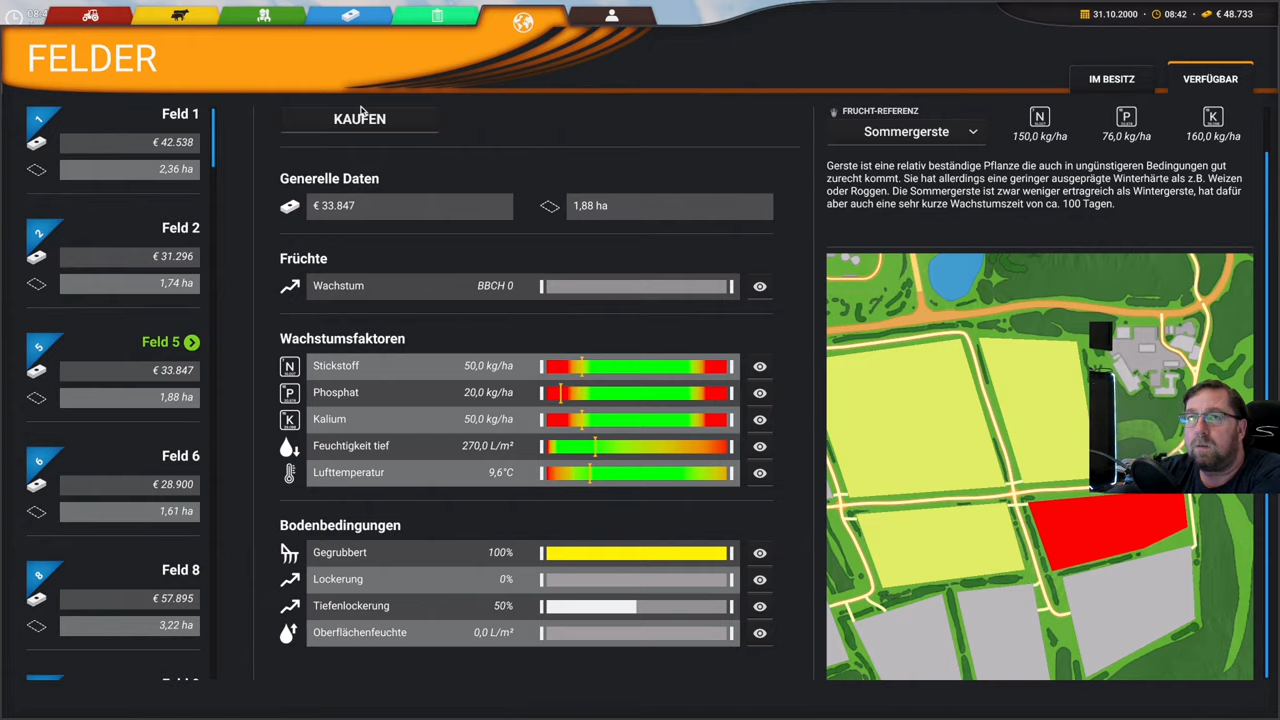 31.10.2000 08:42 € 48.733
FELDER
IM BESITZ
VERFÜGBAR
1
Feld 1
€ 42.538
2,36 ha
2
Feld 2
€ 31.296
1,74 ha
5
Feld 5
€ 33.847
1,88 ha
6
Feld 6
€ 28.900
1,61 ha
8
Feld 8
€ 57.895
3,22 ha
KAUFEN
Generelle Daten
€ 33.847
1,88 ha
Früchte
Wachstum BBCH 0
Wachstumsfaktoren
N Stickstoff 50,0 kg/ha
P Phosphat 20,0 kg/ha
K Kalium 50,0 kg/ha
Feuchtigkeit tief 270,0 L/m²
Lufttemperatur 9,6°C
Bodenbedingungen
Gegrubbert 100%
Lockerung 0%
Tiefenlockerung 50%
Oberflächenfeuchte 0,0 L/m²
FRUCHT-REFERENZ
Sommergerste
N
150,0 kg/ha
P
76,0 kg/ha
K
160,0 kg/ha
Gerste ist eine relativ beständige Pflanze die auch in ungünstigeren Bedingungen gut
zurecht kommt. Sie hat allerdings eine geringer ausgeprägte Winterhärte als z.B. Weizen
oder Roggen. Die Sommergerste ist zwar weniger ertragreich als Wintergerste, hat dafür
aber auch eine sehr kurze Wachstumszeit von ca. 100 Tagen.